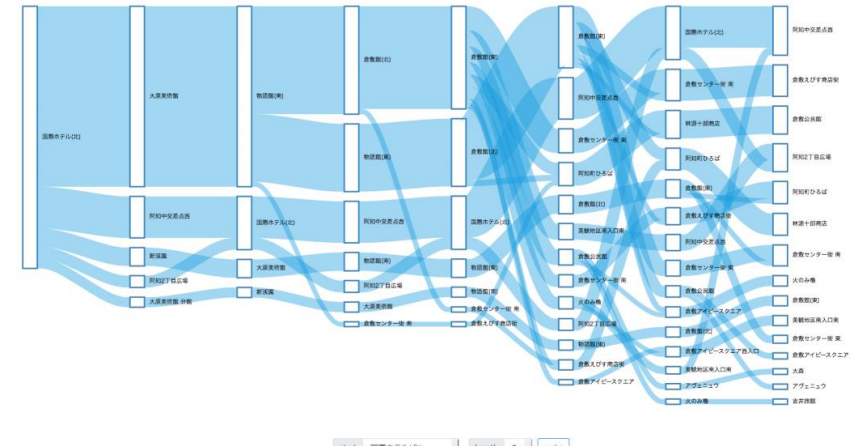 国際ホテル(北)
大原美術館
阿知中交差点西
新渓園
阿知2丁目広場
大原美術館 分館
物語館(南)
国際ホテル(北)
大原美術館
新渓園
倉敷館(北)
物語館(東)
阿知中交差点西
物語館(南)
阿知2丁目広場
大原美術館
倉敷センター街 南
倉敷館(東)
倉敷館(北)
国際ホテル(北)
物語館(東)
物語館(南)
倉敷センター街 南
倉敷えびす商店街
倉敷館(東)
阿知中交差点西
倉敷センター街 東
阿知町ひろば
倉敷館(北)
美観地区南入口南
倉敷公民館
倉敷センター街 南
火のみ櫓
阿知2丁目広場
物語館(東)
倉敷えびす商店街
倉敷アイビースクエア
国際ホテル(北)
倉敷センター街 南
林源十郎商店
阿知町ひろば
倉敷館(東)
倉敷えびす商店街
阿知中交差点西
倉敷センター街 東
倉敷公民館
倉敷アイビースクエア
倉敷館(北)
倉敷アイビースクエア西入口
美観地区南入口南
アヴェニュウ
火のみ櫓
阿知中交差点西
倉敷えびす商店街
倉敷公民館
阿知2丁目広場
阿知町ひろば
林源十郎商店
倉敷センター街 南
火のみ櫓
倉敷館(東)
美観地区南入口南
倉敷センター街 東
倉敷アイビースクエア
大森
アヴェニュウ
吉井旅館